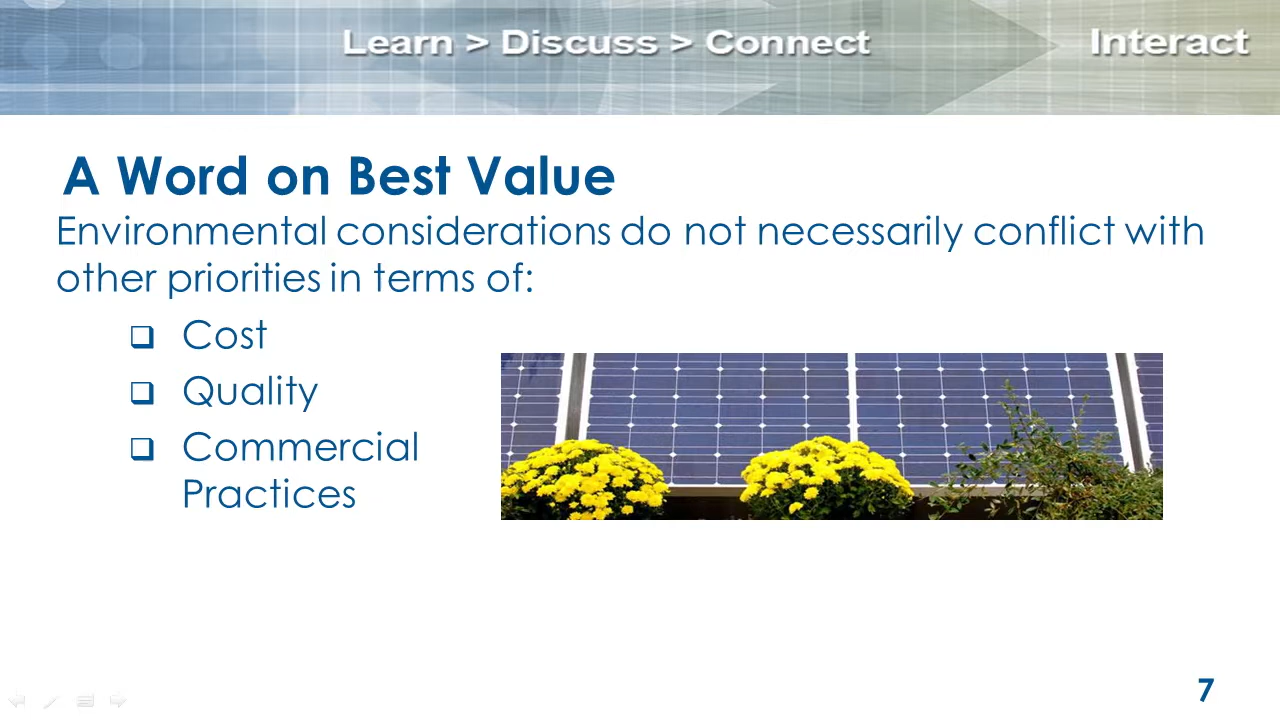 Learn > Discuss > Connect Interact
A Word on Best Value
Environmental considerations do not necessarily conflict with
other priorities in terms of:
❑ Cost
❑ Quality
❑ Commercial
Practices
7